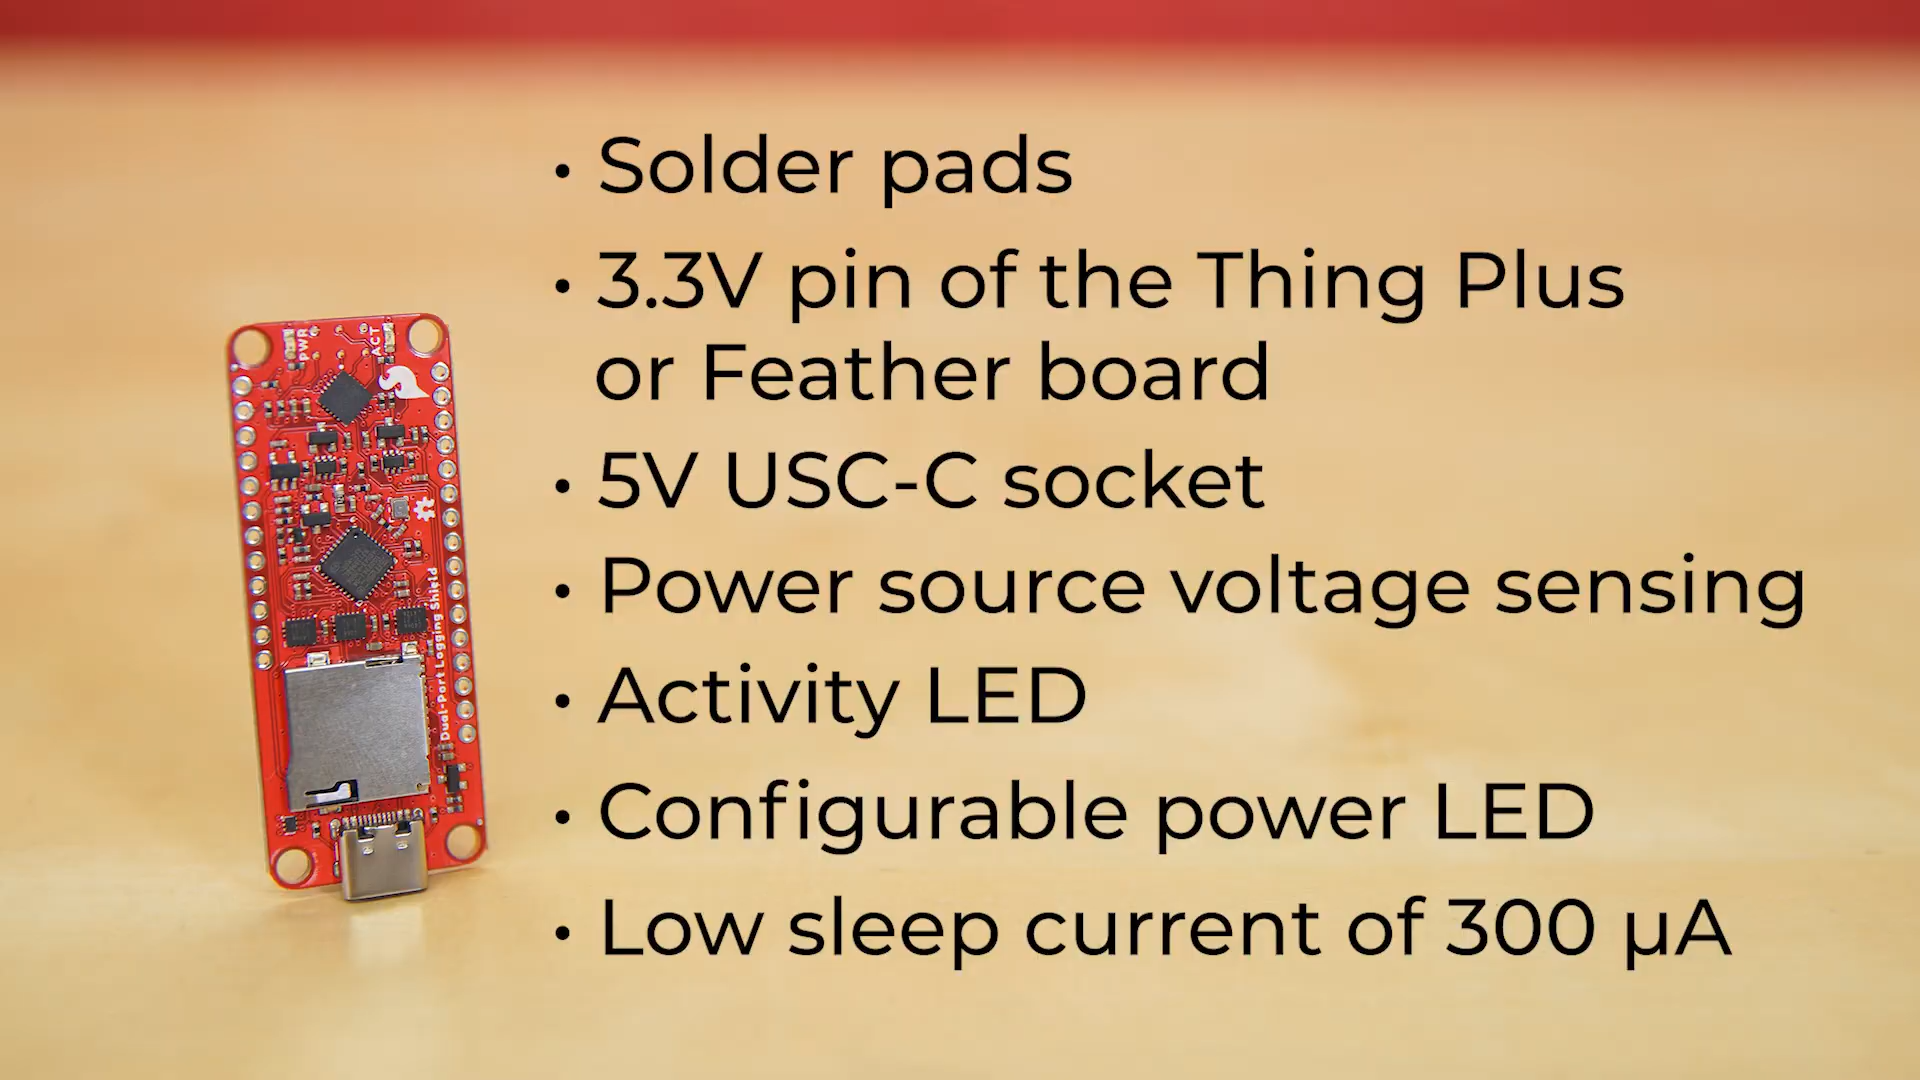 • Solder pads
• 3.3V pin of the Thing Plus
or Feather board
• 5V USC-C socket
• Power source voltage sensing
• Activity LED
• Configurable power LED
• Low sleep current of 300 µA
PWR
ACT
Dual-Port Logging Shield